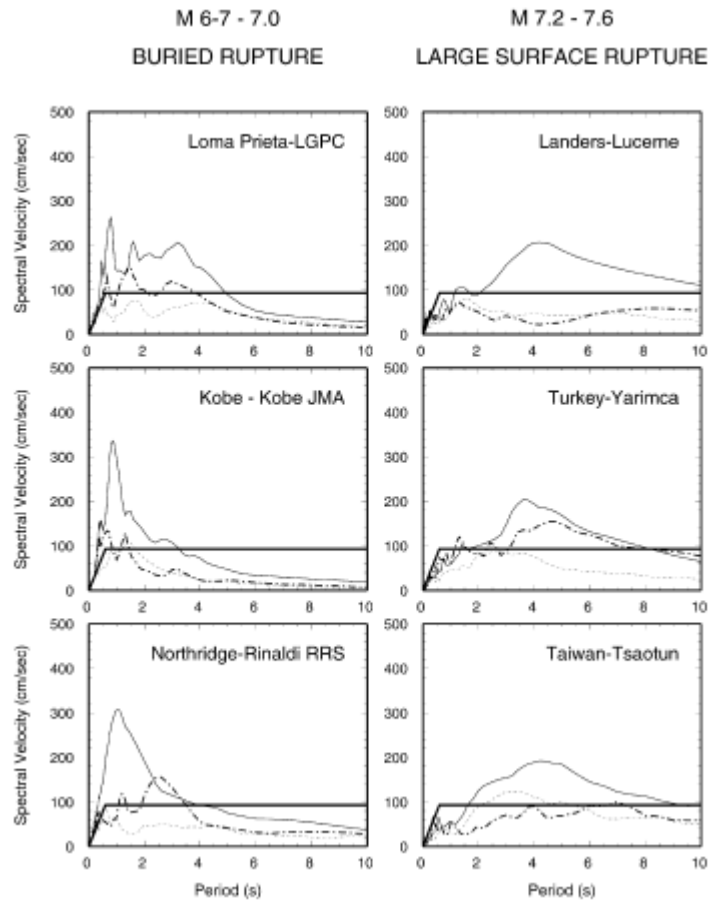 M 6-7 - 7.0
BURIED RUPTURE
M 7.2 - 7.6
LARGE SURFACE RUPTURE
Spectral Velocity (cm/sec)
500
400
300
200
100
0
Loma Prieta-LGPC
0 2 4 6 8 10
500
400
300
200
100
0
Landers-Lucerne
0 2 4 6 8 10
Spectral Velocity (cm/sec)
500
400
300
200
100
0
Kobe - Kobe JMA
0 2 4 6 8 10
500
400
300
200
100
0
Turkey-Yarimca
0 2 4 6 8 10
Spectral Velocity (cm/sec)
500
400
300
200
100
0
Northridge-Rinaldi RRS
0 2 4 6 8 10
Period (s)
500
400
300
200
100
0
Taiwan-Tsaotun
0 2 4 6 8 10
Period (s)